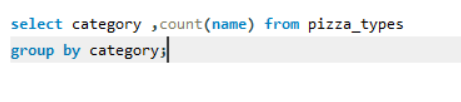 select category ,count(name) from pizza_types
group by category;